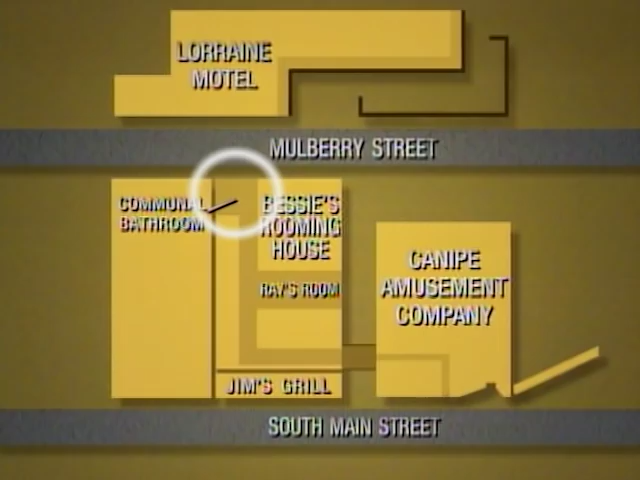 LORRAINE
MOTEL
MULBERRY STREET
COMMUNAL
BATHROOM
BESSIE'S
ROOMING
HOUSE
RAY'S ROOM
CANIPE
AMUSEMENT
COMPANY
JIM'S GRILL
SOUTH MAIN STREET